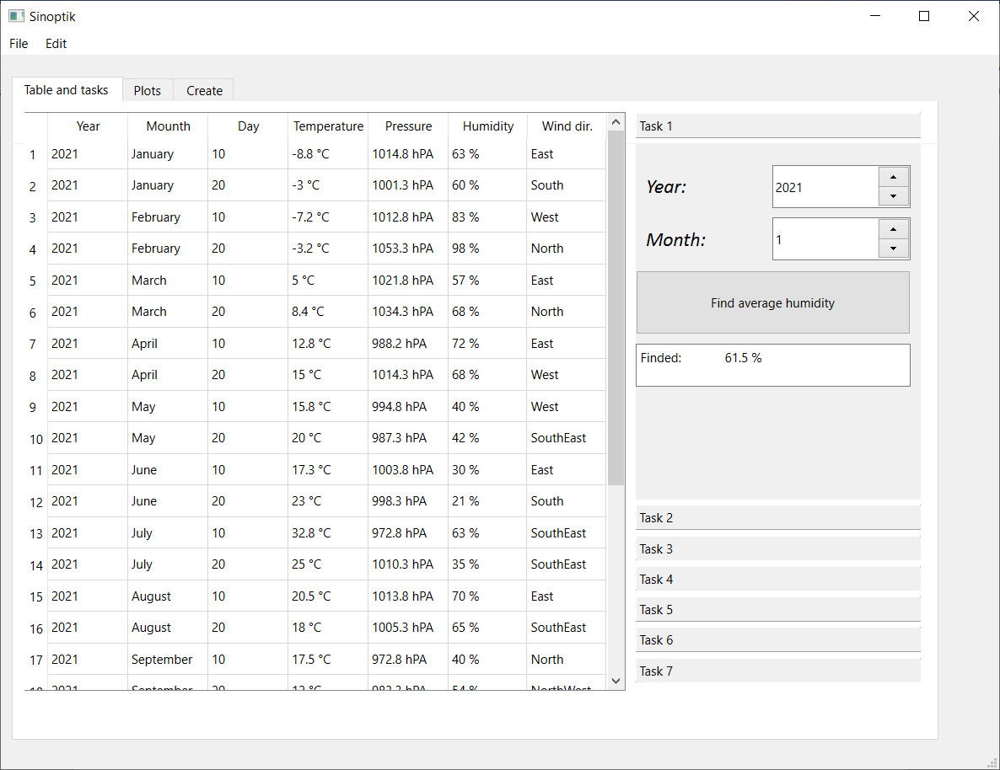 Sinoptik
File Edit
Table and tasks Plots Create
Year Mounth Day Temperature Pressure Humidity Wind dir.
1 2021 January 10 -8.8 °C 1014.8 hPA 63 % East
2 2021 January 20 -3 °C 1001.3 hPA 60 % South
3 2021 February 10 -7.2 °C 1012.8 hPA 83 % West
4 2021 February 20 -3.2 °C 1053.3 hPA 98 % North
5 2021 March 10 5 °C 1021.8 hPA 57 % East
6 2021 March 20 8.4 °C 1034.3 hPA 68 % North
7 2021 April 10 12.8 °C 988.2 hPA 72 % East
8 2021 April 20 15 °C 1014.3 hPA 68 % West
9 2021 May 10 15.8 °C 994.8 hPA 40 % West
10 2021 May 20 20 °C 987.3 hPA 42 % SouthEast
11 2021 June 10 17.3 °C 1003.8 hPA 30 % East
12 2021 June 20 23 °C 998.3 hPA 21 % South
13 2021 July 10 32.8 °C 972.8 hPA 63 % SouthEast
14 2021 July 20 25 °C 1010.3 hPA 35 % SouthEast
15 2021 August 10 20.5 °C 1013.8 hPA 70 % East
16 2021 August 20 18 °C 1005.3 hPA 65 % SouthEast
17 2021 September 10 17.5 °C 972.8 hPA 40 % North
2021 September 20 NorthWest
Task 1
Year: 2021
Month: 1
Find average humidity
Finded: 61.5 %
Task 2
Task 3
Task 4
Task 5
Task 6
Task 7